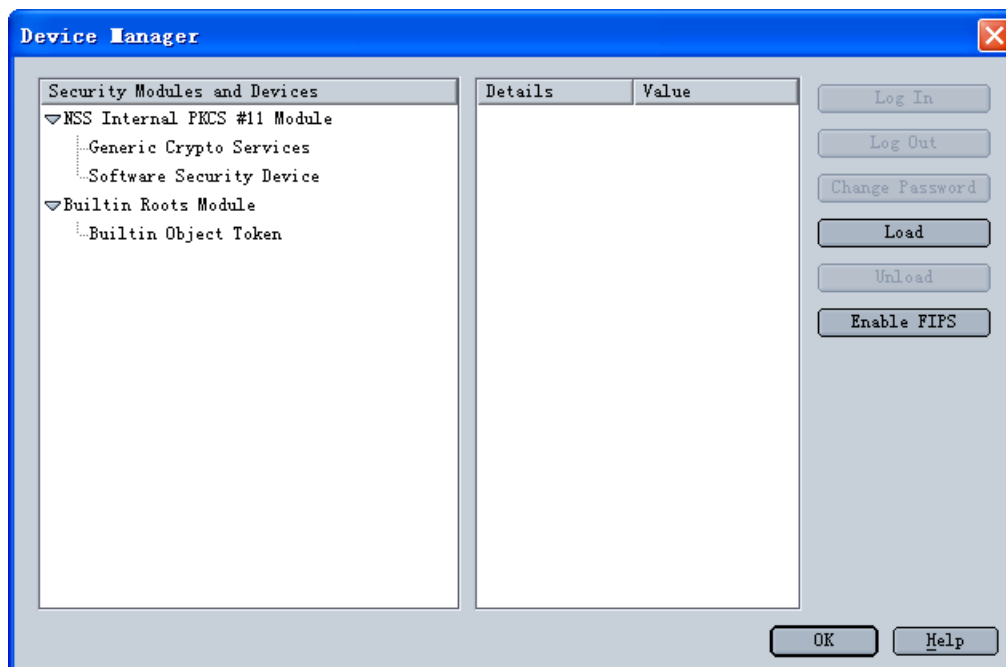 Device Manager
Security Modules and Devices
Details Value
NSS Internal PKCS #11 Module
Generic Crypto Services
Software Security Device
Builtin Roots Module
Builtin Object Token
Log In
Log Out
Change Password
Load
Unload
Enable FIPS
OK
Help